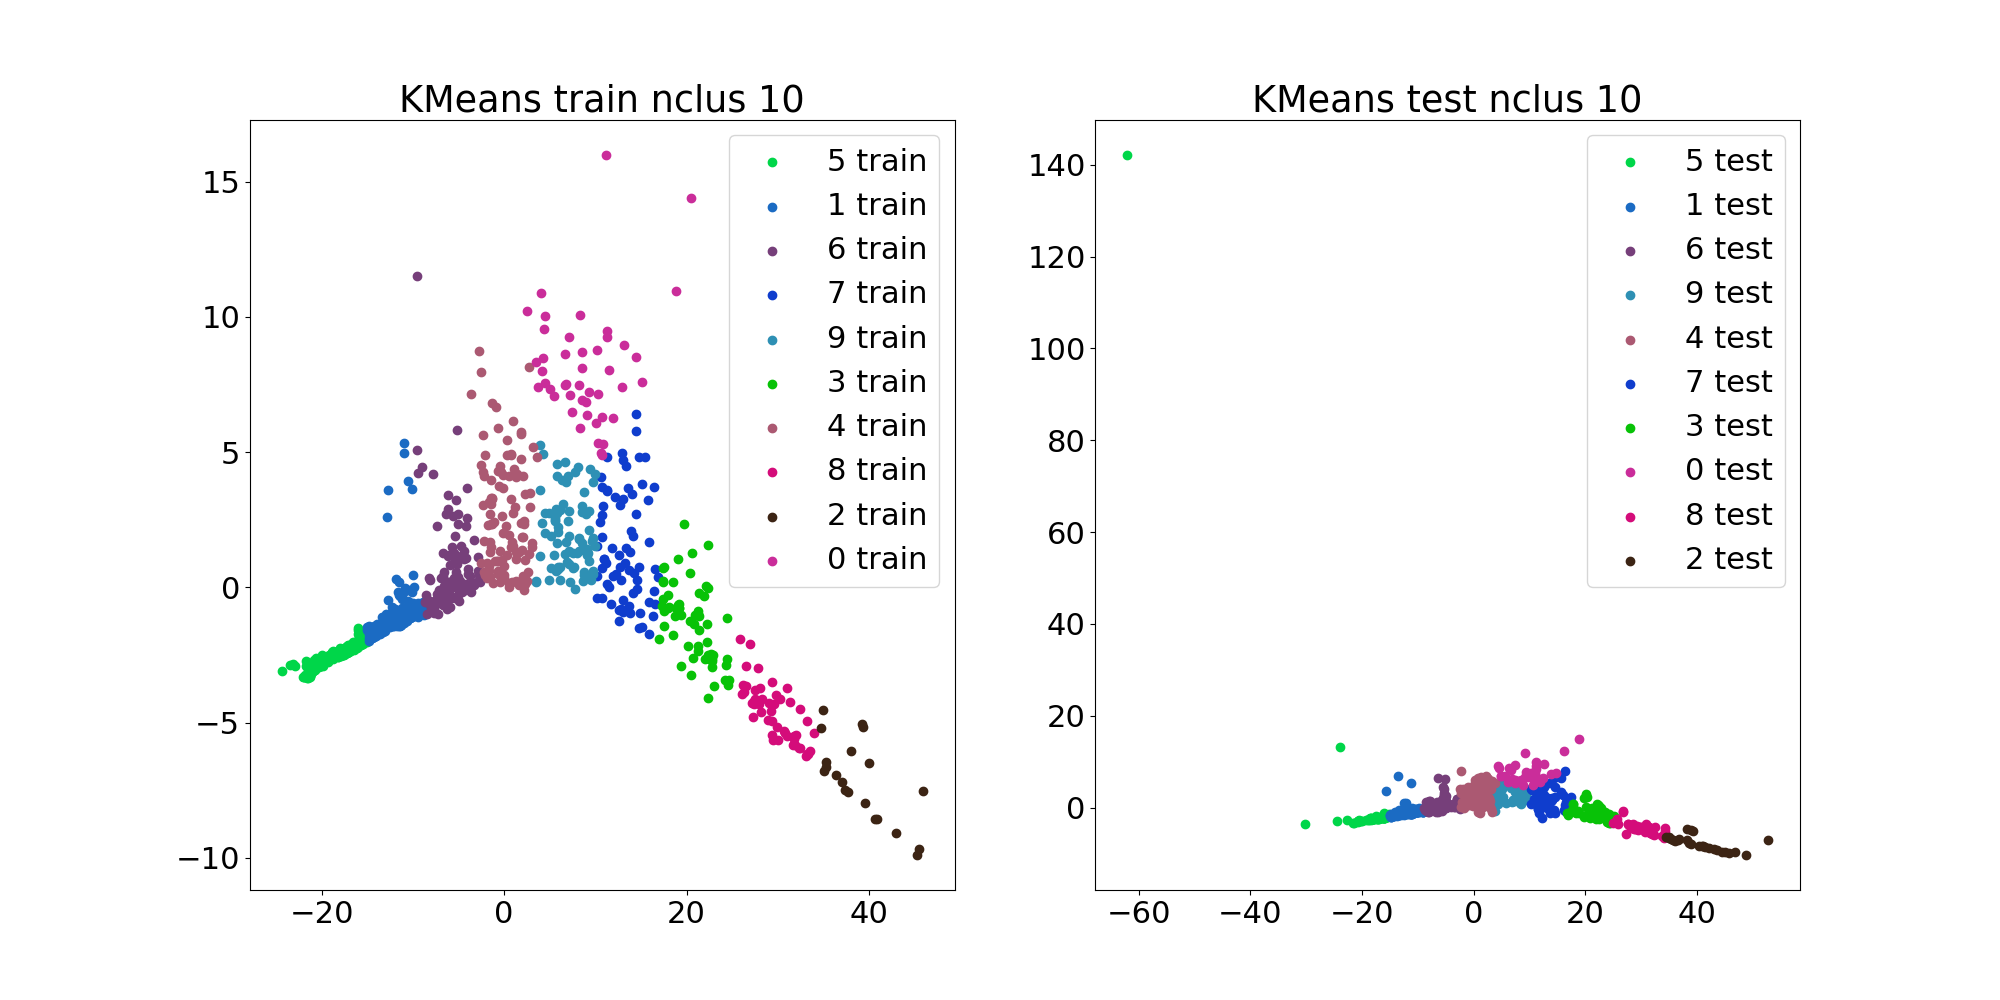 KMeans train nclus 10
15
10
5
0
−5
−10
−20
0
20
40
5 train
1 train
6 train
7 train
9 train
3 train
4 train
8 train
2 train
0 train
KMeans test nclus 10
140
120
100
80
60
40
20
0
−60
−40
−20
0
20
40
5 test
1 test
6 test
9 test
4 test
7 test
3 test
0 test
8 test
2 test